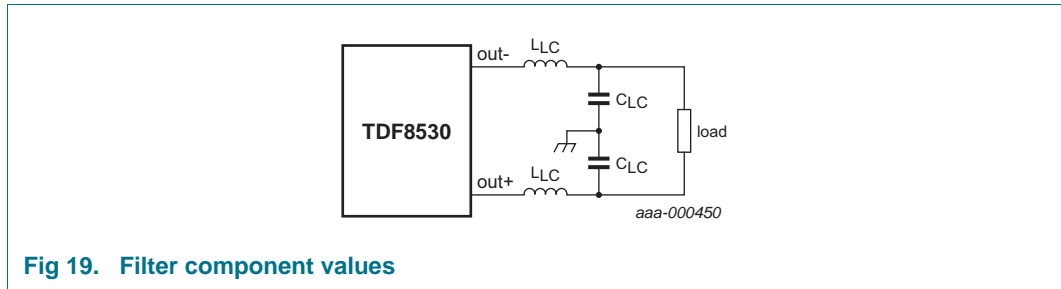 out- LLC
CLC
TDF8530
load
CLC
out+ LLC
aaa-000450
Fig 19. Filter component values